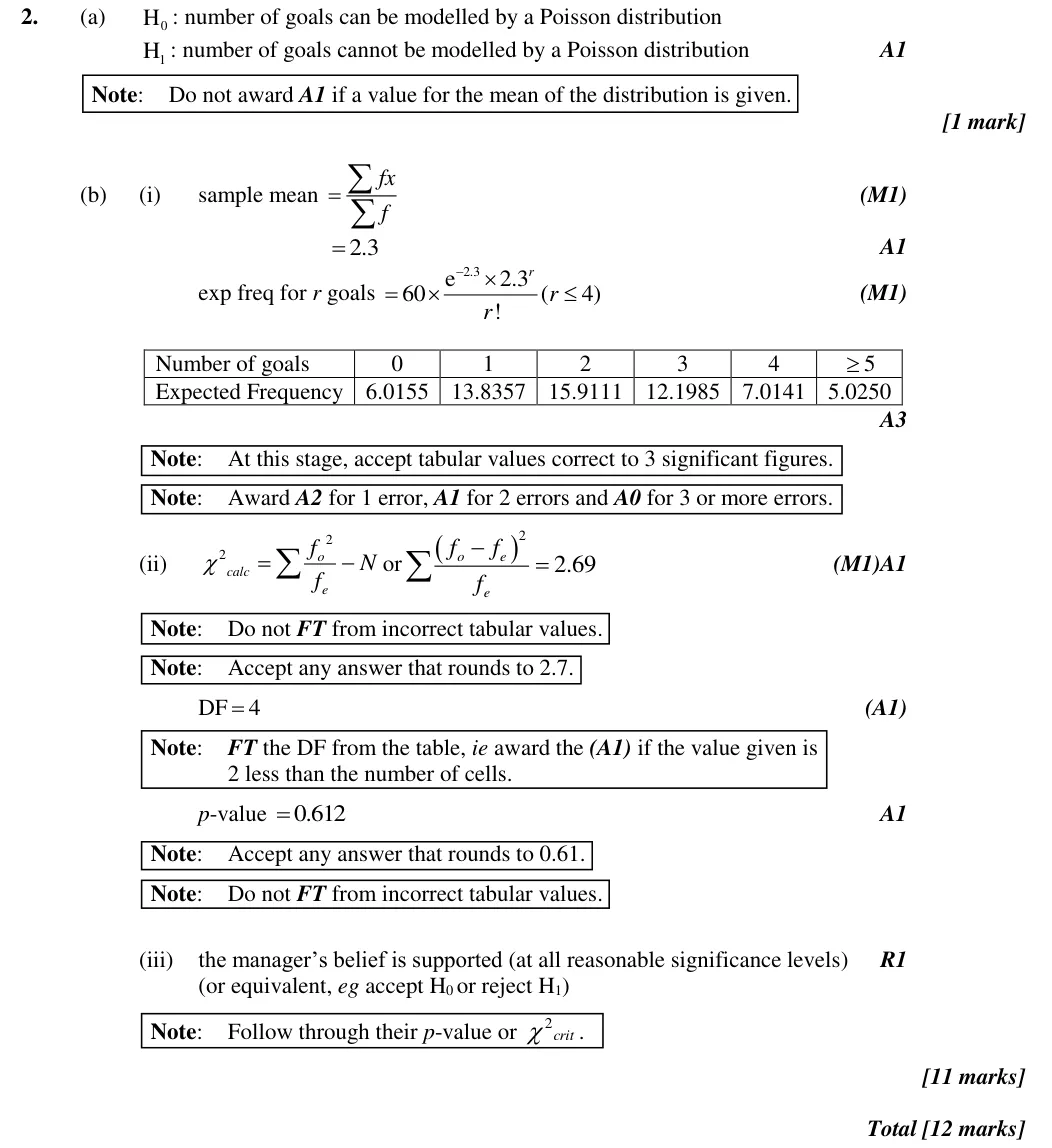 2. (a) H₀ : number of goals can be modelled by a Poisson distribution
H₁ : number of goals cannot be modelled by a Poisson distribution A1
Note: Do not award A1 if a value for the mean of the distribution is given.
[1 mark]
(b) (i) sample mean = ∑fx / ∑f (M1)
= 2.3 A1
exp freq for r goals = 60 × (e^−2.3 × 2.3^r) / r! (r ≤ 4) (M1)
Number of goals 0 1 2 3 4 ≥ 5
Expected Frequency 6.0155 13.8357 15.9111 12.1985 7.0141 5.0250
A3
Note: At this stage, accept tabular values correct to 3 significant figures.
Note: Award A2 for 1 error, A1 for 2 errors and A0 for 3 or more errors.
(ii) χ²calc = ∑ fₒ² / fₑ − N or ∑ (fₒ − fₑ)² / fₑ = 2.69 (M1)A1
Note: Do not FT from incorrect tabular values.
Note: Accept any answer that rounds to 2.7.
DF = 4 (A1)
Note: FT the DF from the table, ie award the (A1) if the value given is
2 less than the number of cells.
p-value = 0.612 A1
Note: Accept any answer that rounds to 0.61.
Note: Do not FT from incorrect tabular values.
(iii) the manager's belief is supported (at all reasonable significance levels) R1
(or equivalent, eg accept H₀ or reject H₁)
Note: Follow through their p-value or χ²crit .
[11 marks]
Total [12 marks]